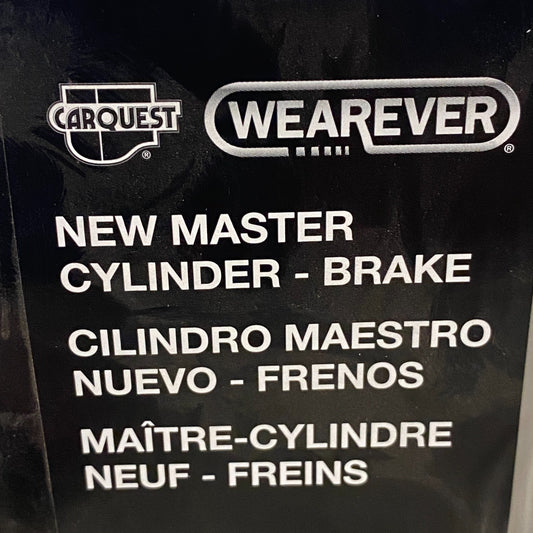 CARQUEST WEAREVER
NEW MASTER
CYLINDER - BRAKE
CILINDRO MAESTRO
NUEVO - FRENOS
MAÎTRE-CYLINDRE
NEUF - FREINS